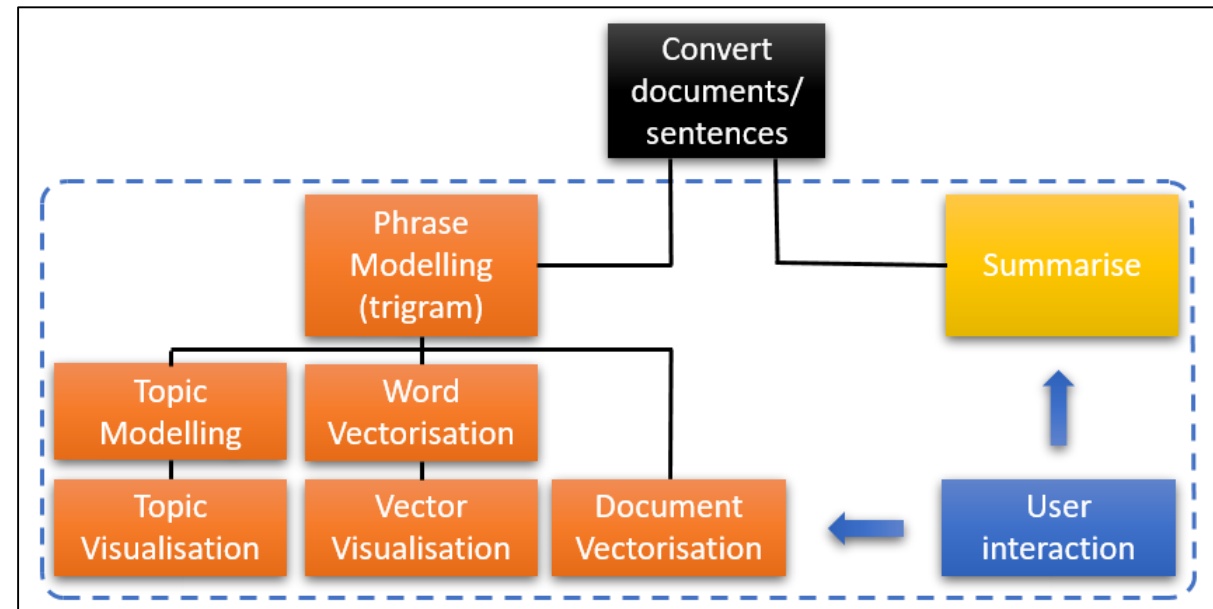 Convert
documents/
sentences
Phrase
Modelling
(trigram)
Summarise
Topic
Modelling
Word
Vectorisation
Topic
Visualisation
Vector
Visualisation
Document
Vectorisation
User
interaction